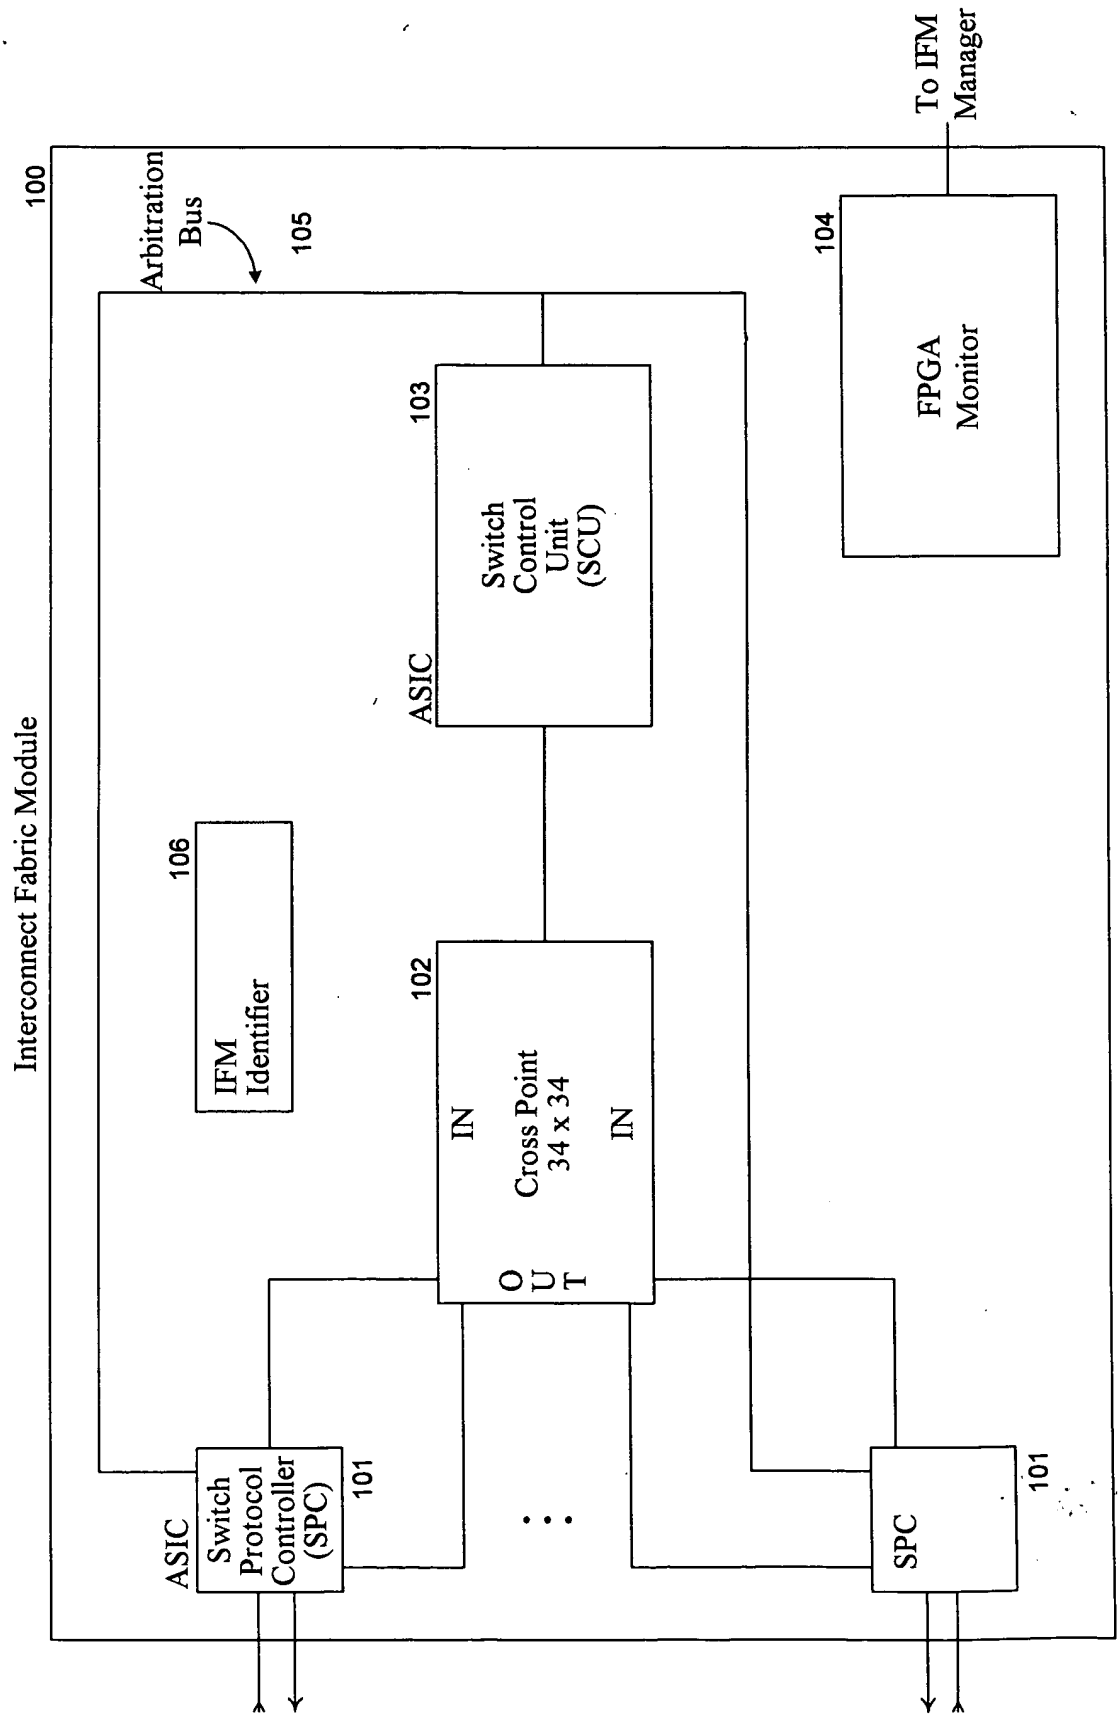 Interconnect Fabric Module
100
Arbitration
Bus
105
106
IFM
Identifier
ASIC
Switch
Protocol
Controller
(SPC)
101
102
IN
Cross Point
34 x 34
IN
O
U
T
ASIC
103
Switch
Control
Unit
(SCU)
. . .
SPC
101
104
FPGA
Monitor
To IFM
Manager